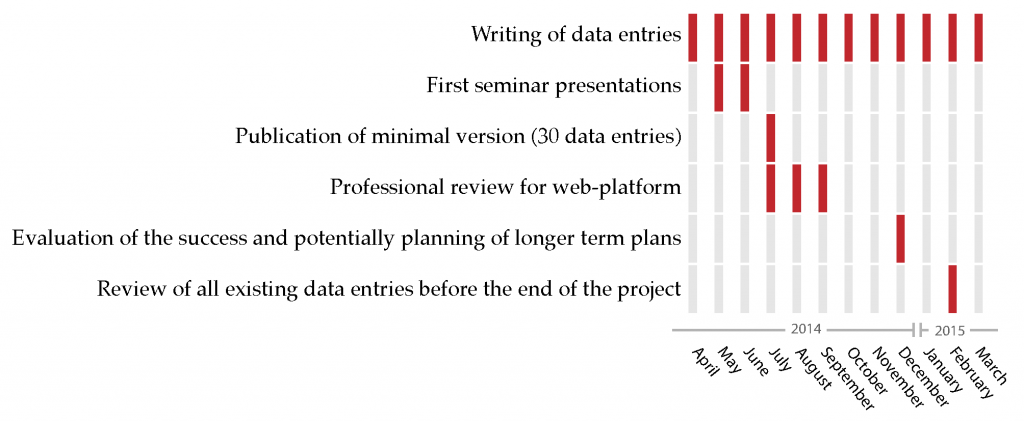 Writing of data entries
First seminar presentations
Publication of minimal version (30 data entries)
Professional review for web-platform
Evaluation of the success and potentially planning of longer term plans
Review of all existing data entries before the end of the project
2014 2015
April
May
June
July
August
September
October
November
December
January
February
March